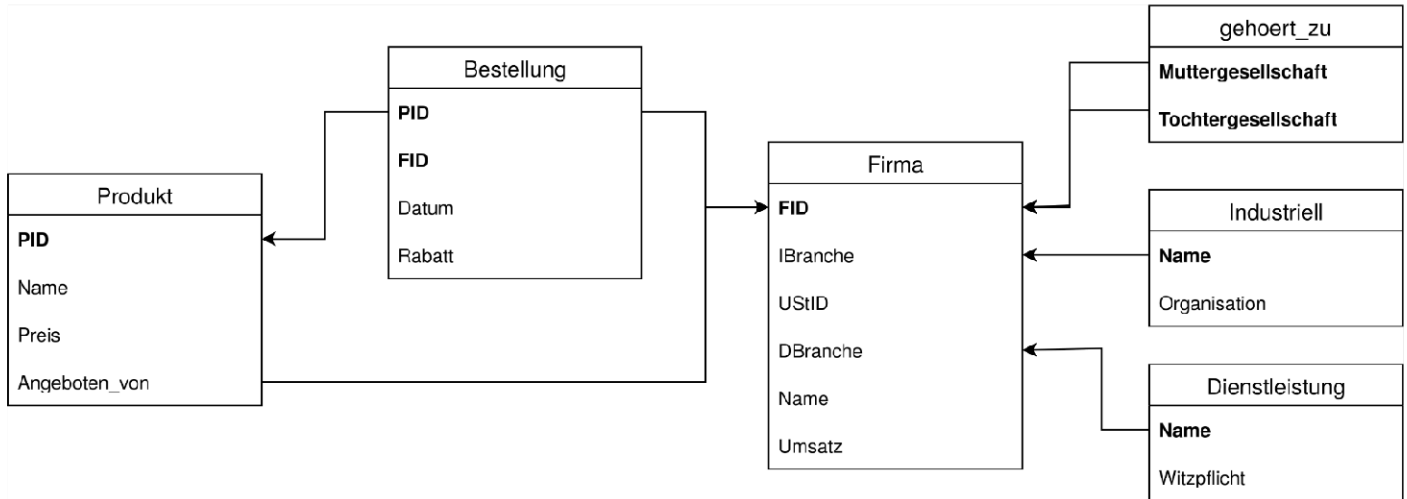 Produkt
PID
Name
Preis
Angeboten_von
Bestellung
PID
FID
Datum
Rabatt
Firma
FID
IBranche
UStID
DBranche
Name
Umsatz
gehoert_zu
Muttergesellschaft
Tochtergesellschaft
Industriell
Name
Organisation
Dienstleistung
Name
Witzpflicht